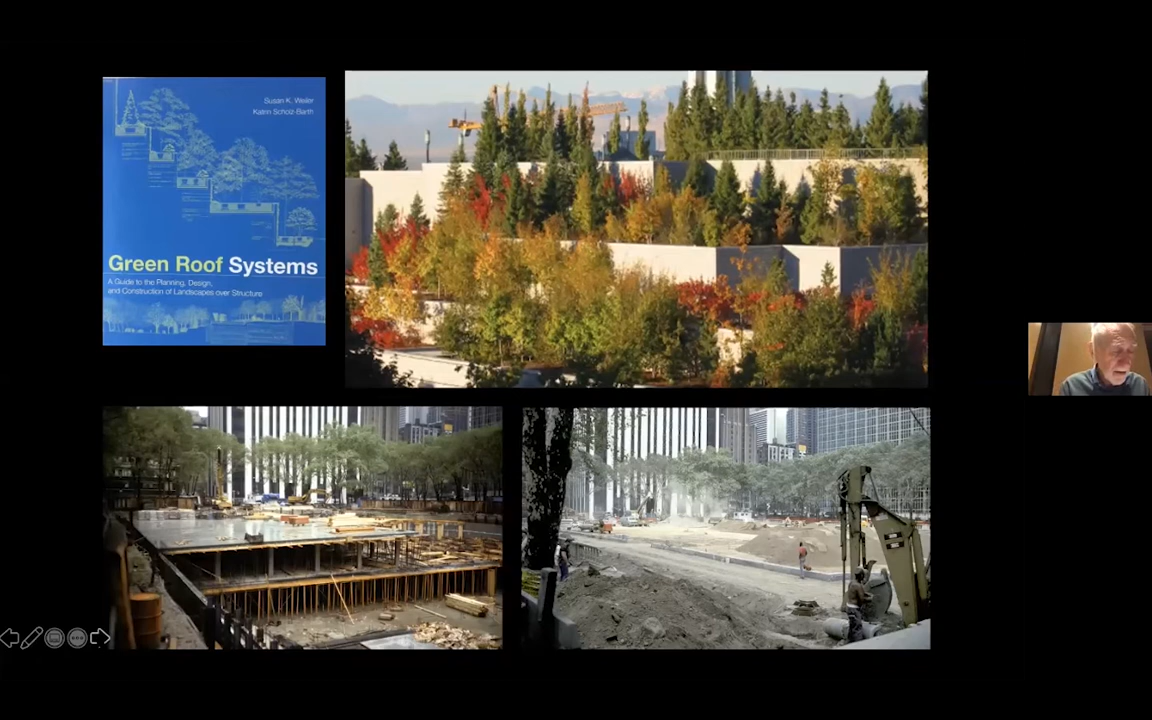 Susan K. Weiler
Katrin Scholz-Barth
Green Roof Systems
A Guide to the Planning, Design,
and Construction of Landscapes over Structure